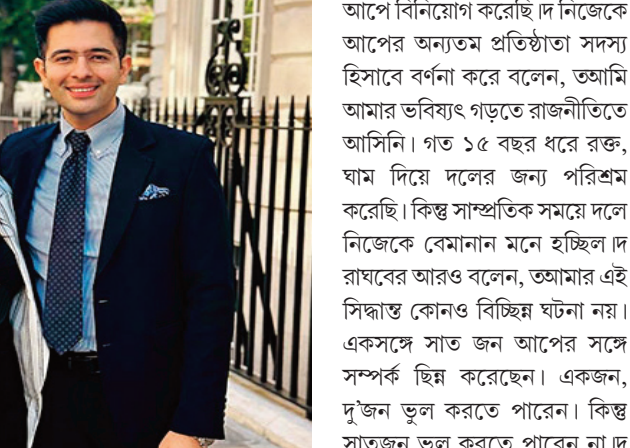 আপে বিনিয়োগ করেছি।দ নিজেকে
আপের অন্যতম প্রতিষ্ঠাতা সদস্য
হিসাবে বর্ণনা করে বলেন, তআমি
আমার ভবিষ্যৎ গড়তে রাজনীতিতে
আসিনি। গত ১৫ বছর ধরে রক্ত,
ঘাম দিয়ে দলের জন্য পরিশ্রম
করেছি। কিন্তু সাম্প্রতিক সময়ে দলে
নিজেকে বেমানান মনে হচ্ছিল।দ
রাঘবের আরও বলেন, তআমার এই
সিদ্ধান্ত কোনও বিচ্ছিন্ন ঘটনা নয়।
একসঙ্গে সাত জন আপের সঙ্গে
সম্পর্ক ছিন্ন করেছেন। একজন,
দু'জন ভুল করতে পারেন। কিন্তু
সাতজন ভুল করতে পারেন না।দ